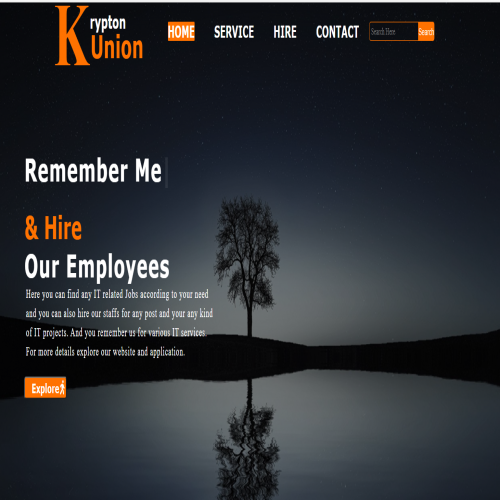 Krypton
Union
HOME SERVICE HIRE CONTACT Search Here Search
Remember Me
& Hire
Our Employees
Here you can find any IT related Jobs according to your need
and you can also hire our staffs for any post and your any kind
of IT projects. And you remember us for various IT services.
For more details explore our website and application.
Explore